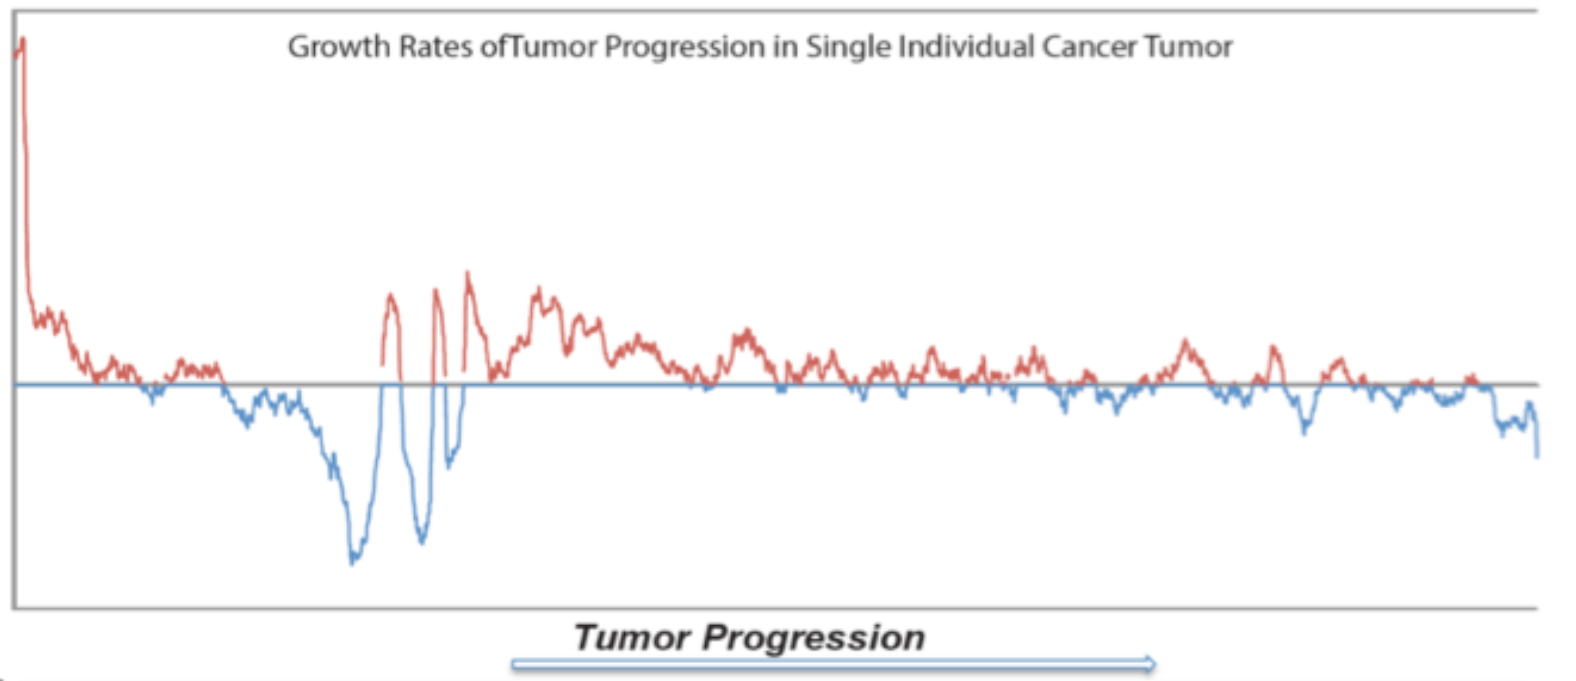 Growth Rates ofTumor Progression in Single Individual Cancer Tumor
Tumor Progression